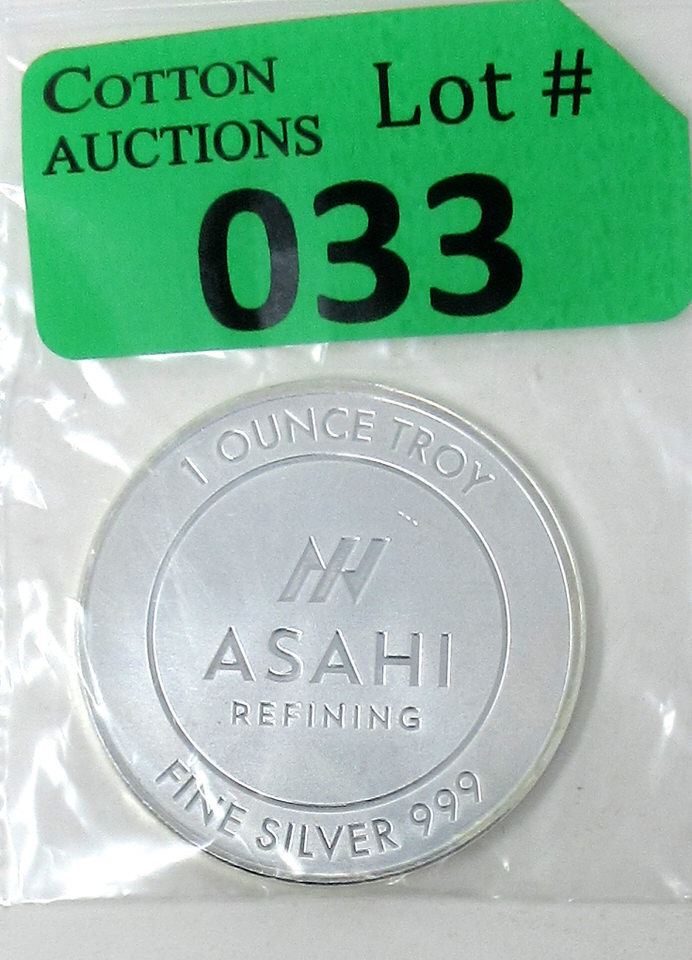 COTTON
AUCTIONS
Lot #
033
1 OUNCE TROY
ASAHI
REFINING
FINE SILVER 999